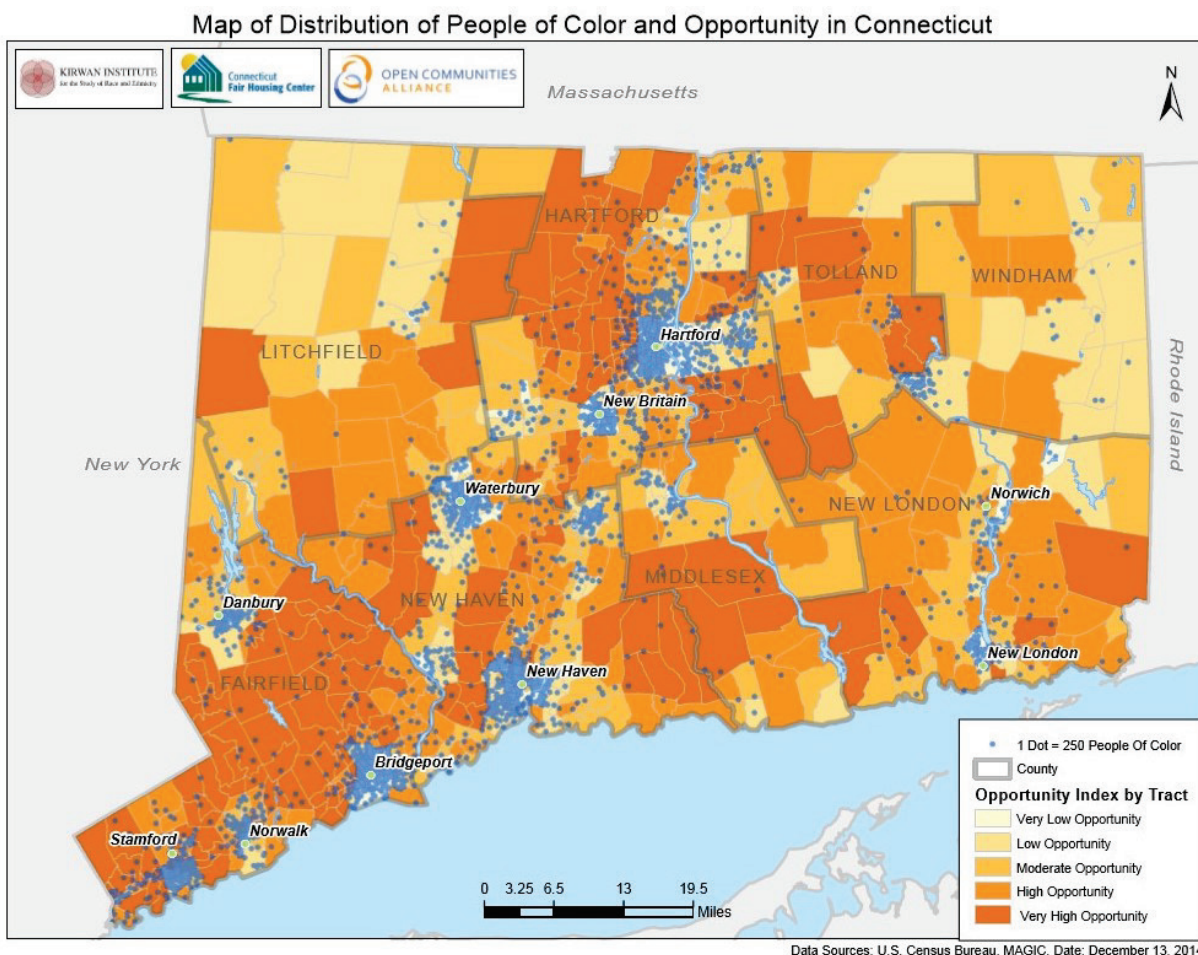 Map of Distribution of People of Color and Opportunity in Connecticut
KIRWAN INSTITUTE
for the Study of Race and Ethnicity
Connecticut
Fair Housing Center
OPEN COMMUNITIES
ALLIANCE
Massachusetts
N
HARTFORD
TOLLAND
WINDHAM
Hartford
LITCHFIELD
Rhode Island
New Britain
New York
Waterbury
NEW LONDON
Norwich
MIDDLESEX
Danbury
NEW HAVEN
New Haven
New London
FAIRFIELD
Bridgeport
Stamford
Norwalk
1 Dot = 250 People Of Color
County
Opportunity Index by Tract
Very Low Opportunity
Low Opportunity
Moderate Opportunity
High Opportunity
Very High Opportunity
0 3.25 6.5 13 19.5
Miles
Data Sources: U.S. Census Bureau, MAGIC, Date: December 13, 2014